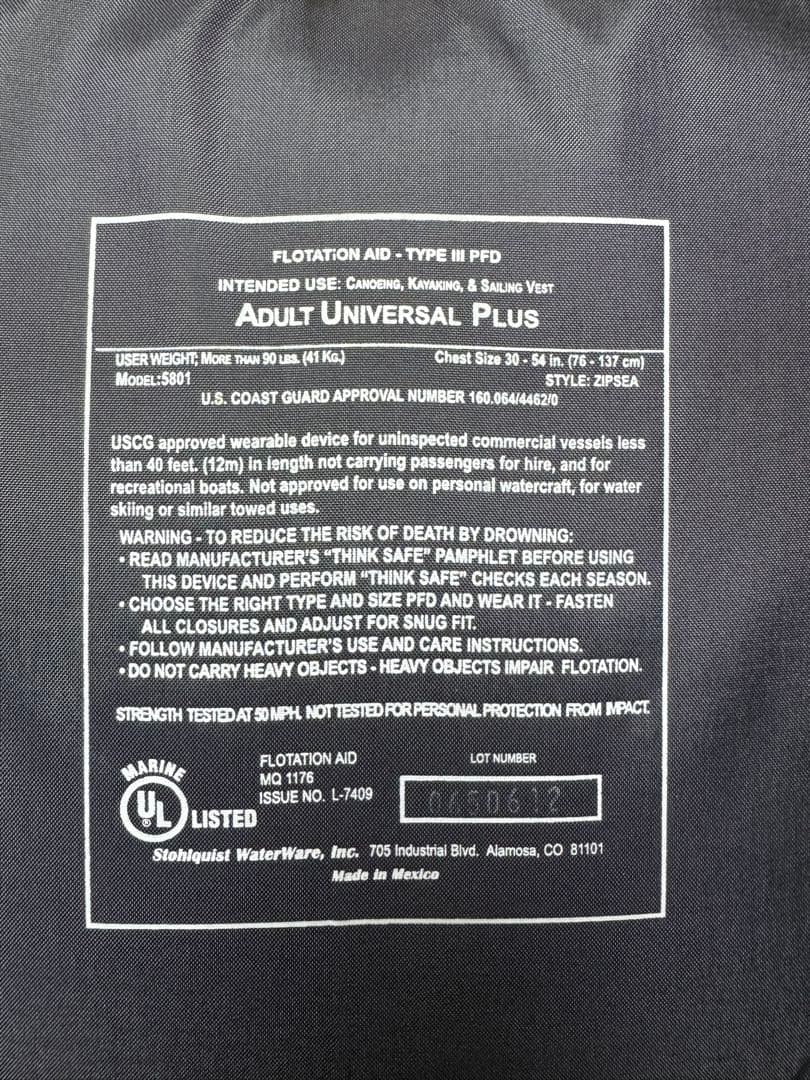 FLOTATION AID - TYPE III PFD
INTENDED USE: CANOEING, KAYAKING, & SAILING VEST
ADULT UNIVERSAL PLUS
USER WEIGHT; MORE THAN 90 LBS. (41 KG.) Chest Size 30 - 54 in. (76 - 137 cm)
MODEL:5801 STYLE: ZIPSEA
U.S. COAST GUARD APPROVAL NUMBER 160.064/4462/0
USCG approved wearable device for uninspected commercial vessels less
than 40 feet. (12m) in length not carrying passengers for hire, and for
recreational boats. Not approved for use on personal watercraft, for water
skiing or similar towed uses.
WARNING - TO REDUCE THE RISK OF DEATH BY DROWNING:
• READ MANUFACTURER'S "THINK SAFE" PAMPHLET BEFORE USING
THIS DEVICE AND PERFORM "THINK SAFE" CHECKS EACH SEASON.
• CHOOSE THE RIGHT TYPE AND SIZE PFD AND WEAR IT - FASTEN
ALL CLOSURES AND ADJUST FOR SNUG FIT.
• FOLLOW MANUFACTURER'S USE AND CARE INSTRUCTIONS.
• DO NOT CARRY HEAVY OBJECTS - HEAVY OBJECTS IMPAIR FLOTATION.
STRENGTH TESTED AT 50 MPH. NOT TESTED FOR PERSONAL PROTECTION FROM IMPACT.
MARINE
UL ® LISTED
FLOTATION AID
MQ 1176
ISSUE NO. L-7409
LOT NUMBER
Stohlquist WaterWare, Inc. 705 Industrial Blvd. Alamosa, CO 81101
Made in Mexico